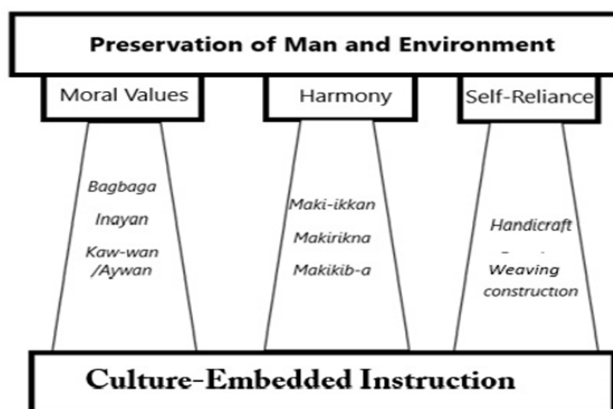 Preservation of Man and Environment
Moral Values
Harmony
Self-Reliance
Bagbaga
Inayan
Kaw-wan
/Aywan
Maki-ikkan
Makirikna
Makikib-a
Handicraft
Weaving
construction
Culture-Embedded Instruction